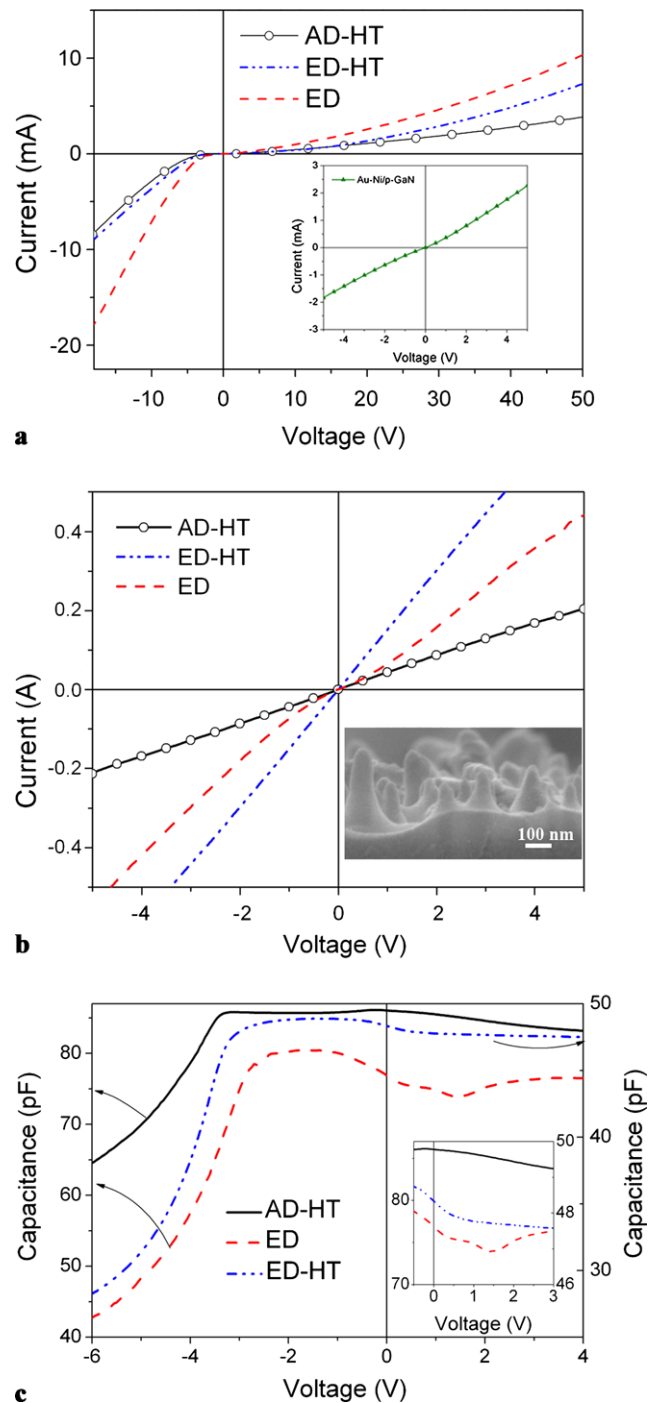 10
0
-10
-20
Current (mA)
AD-HT
ED-HT
ED
Au-Ni/p-GaN
3
2
1
0
-1
-2
-3
Current (mA)
-4 -2 0 2 4
Voltage (V)
-10 0 10 20 30 40 50
Voltage (V)
a
0.4
0.2
0.0
-0.2
-0.4
Current (A)
AD-HT
ED-HT
ED
100 nm
-4 -2 0 2 4
Voltage (V)
b
80
70
60
50
40
Capacitance (pF)
AD-HT
ED
ED-HT
80
70
50
48
46
0 1 2 3
Voltage (V)
50
40
30
Capacitance (pF)
-6 -4 -2 0 2 4
Voltage (V)
c